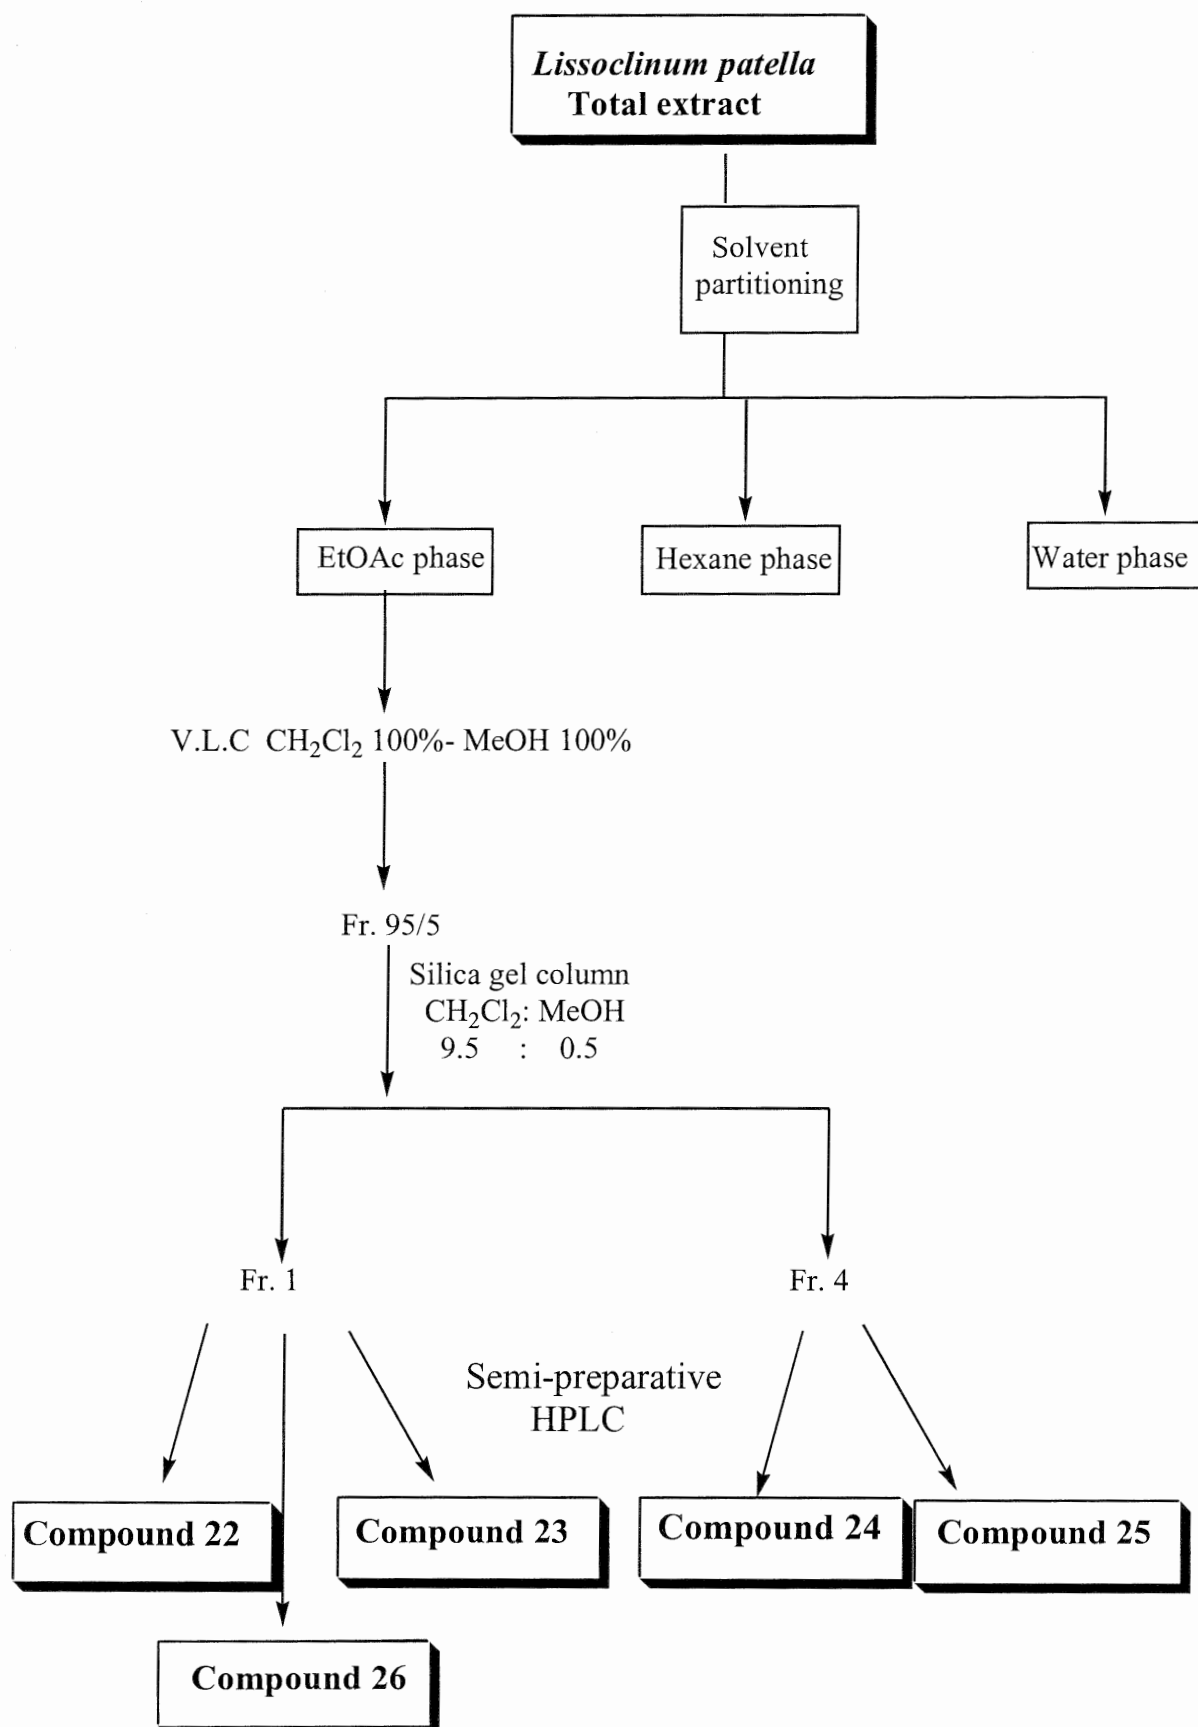 Lissoclinum patella
Total extract
Solvent
partitioning
EtOAc phase
Hexane phase
Water phase
V.L.C CH₂Cl₂ 100%- MeOH 100%
Fr. 95/5
Silica gel column
CH₂Cl₂: MeOH
9.5 : 0.5
Fr. 1
Fr. 4
Semi-preparative
HPLC
Compound 22
Compound 23
Compound 24
Compound 25
Compound 26